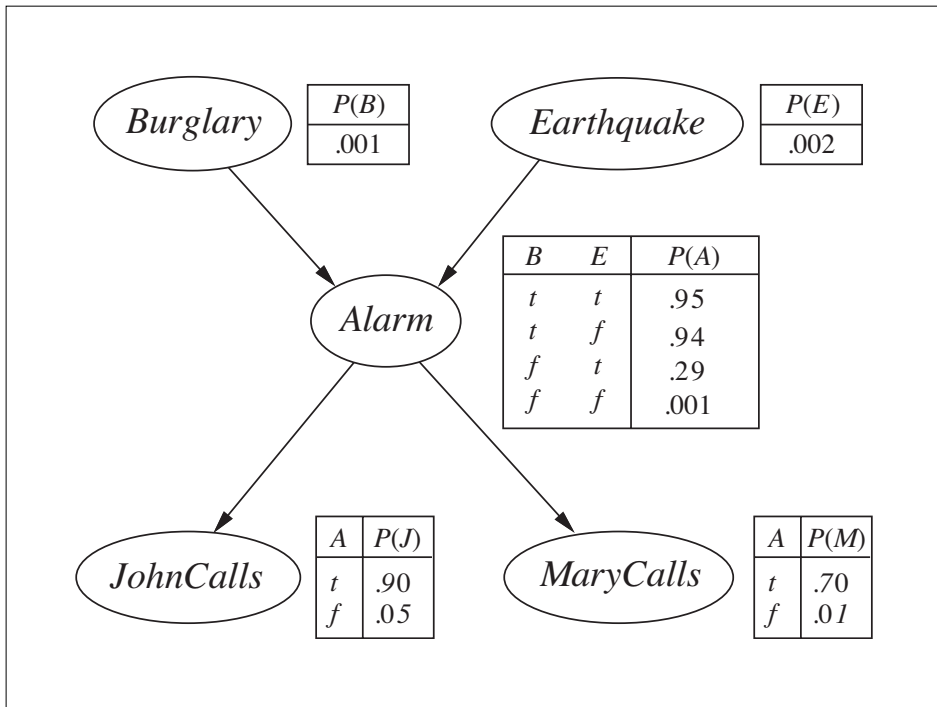 Burglary
P(B)
.001
Earthquake
P(E)
.002
B E P(A)
t t .95
t f .94
f t .29
f f .001
Alarm
JohnCalls
A P(J)
t .90
f .05
MaryCalls
A P(M)
t .70
f .01